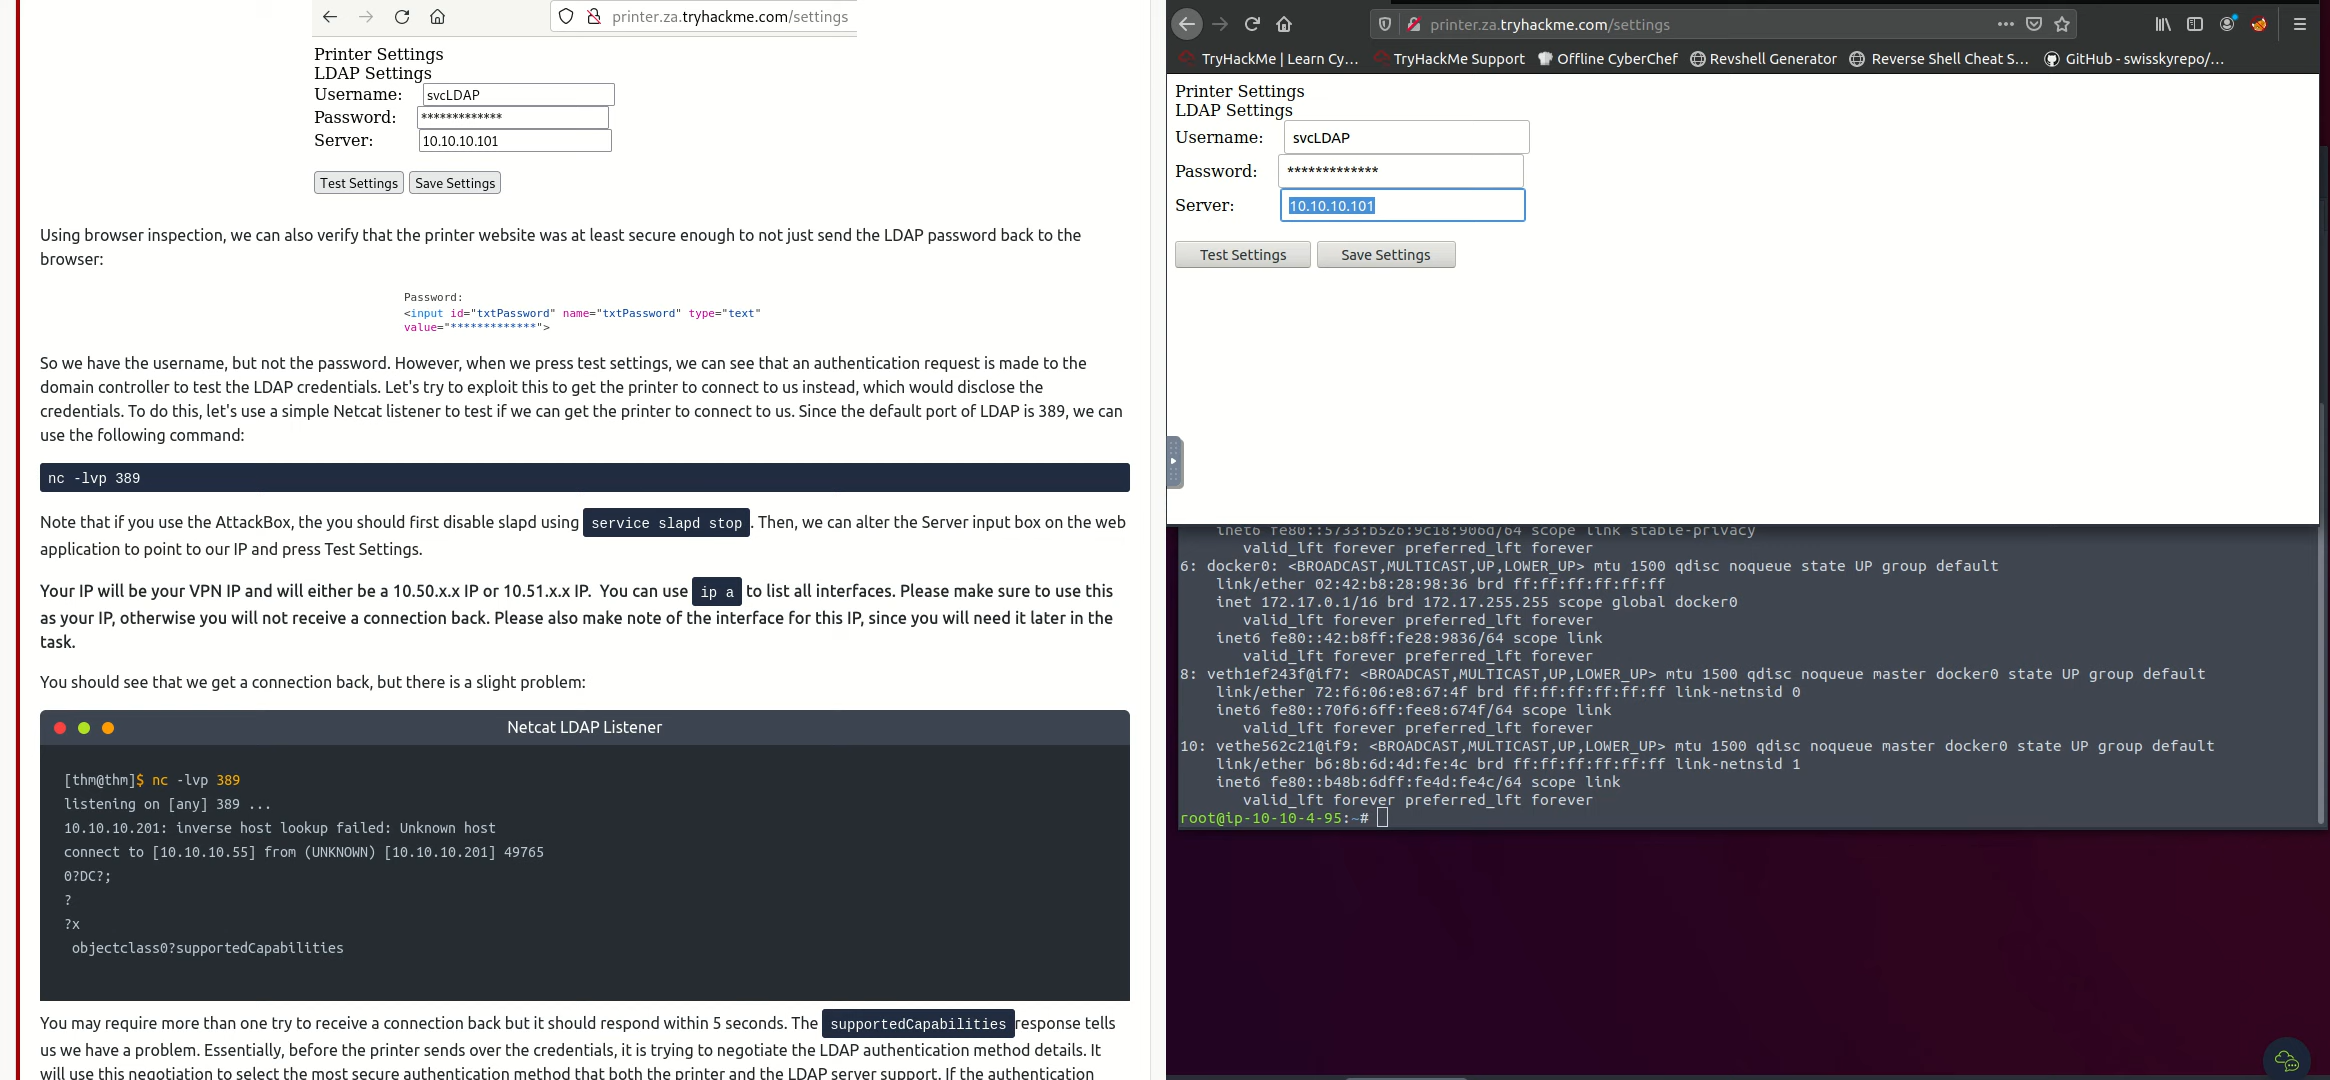 printer.za.tryhackme.com/settings
Printer Settings
LDAP Settings
Username: svcLDAP
Password: *************
Server: 10.10.10.101
Test Settings Save Settings
Using browser inspection, we can also verify that the printer website was at least secure enough to not just send the LDAP password back to the
browser:
Password:
<input id="txtPassword" name="txtPassword" type="text"
value="*************">
So we have the username, but not the password. However, when we press test settings, we can see that an authentication request is made to the
domain controller to test the LDAP credentials. Let's try to exploit this to get the printer to connect to us instead, which would disclose the
credentials. To do this, let's use a simple Netcat listener to test if we can get the printer to connect to us. Since the default port of LDAP is 389, we can
use the following command:
nc -lvp 389
Note that if you use the AttackBox, the you should first disable slapd using service slapd stop. Then, we can alter the Server input box on the web
application to point to our IP and press Test Settings.
Your IP will be your VPN IP and will either be a 10.50.x.x IP or 10.51.x.x IP. You can use ip a to list all interfaces. Please make sure to use this
as your IP, otherwise you will not receive a connection back. Please also make note of the interface for this IP, since you will need it later in the
task.
You should see that we get a connection back, but there is a slight problem:
Netcat LDAP Listener
[thm@thm]$ nc -lvp 389
listening on [any] 389 ...
10.10.10.201: inverse host lookup failed: Unknown host
connect to [10.10.10.55] from (UNKNOWN) [10.10.10.201] 49765
0?DC?;
?
?x
objectclass0?supportedCapabilities
You may require more than one try to receive a connection back but it should respond within 5 seconds. The supportedCapabilities response tells
us we have a problem. Essentially, before the printer sends over the credentials, it is trying to negotiate the LDAP authentication method details. It
will use this negotiation to select the most secure authentication method that both the printer and the LDAP server support. If the authentication
printer.za.tryhackme.com/settings
TryHackMe | Learn Cy... TryHackMe Support Offline CyberChef Revshell Generator Reverse Shell Cheat S... GitHub - swisskyrepo/...
Printer Settings
LDAP Settings
Username: svcLDAP
Password: *************
Server: 10.10.10.101
Test Settings Save Settings
inet6 fe80::5733:b526:9c18:906d/64 scope link stable-privacy
valid_lft forever preferred_lft forever
6: docker0: <BROADCAST,MULTICAST,UP,LOWER_UP> mtu 1500 qdisc noqueue state UP group default
link/ether 02:42:b8:28:98:36 brd ff:ff:ff:ff:ff:ff
inet 172.17.0.1/16 brd 172.17.255.255 scope global docker0
valid_lft forever preferred_lft forever
inet6 fe80::42:b8ff:fe28:9836/64 scope link
valid_lft forever preferred_lft forever
8: veth1ef243f@if7: <BROADCAST,MULTICAST,UP,LOWER_UP> mtu 1500 qdisc noqueue master docker0 state UP group default
link/ether 72:f6:06:e8:67:4f brd ff:ff:ff:ff:ff:ff link-netnsid 0
inet6 fe80::70f6:6ff:fee8:674f/64 scope link
valid_lft forever preferred_lft forever
10: vethe562c21@if9: <BROADCAST,MULTICAST,UP,LOWER_UP> mtu 1500 qdisc noqueue master docker0 state UP group default
link/ether b6:8b:6d:4d:fe:4c brd ff:ff:ff:ff:ff:ff link-netnsid 1
inet6 fe80::b48b:6dff:fe4d:fe4c/64 scope link
valid_lft forever preferred_lft forever
root@ip-10-10-4-95:~#